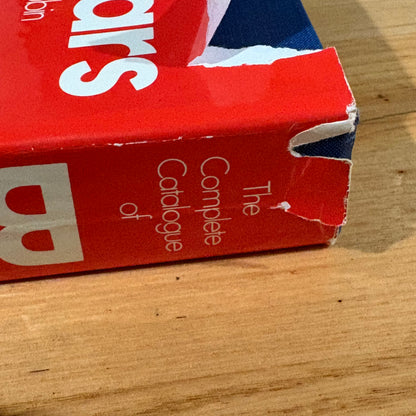 ars
The
Complete
Catalogue
of
B